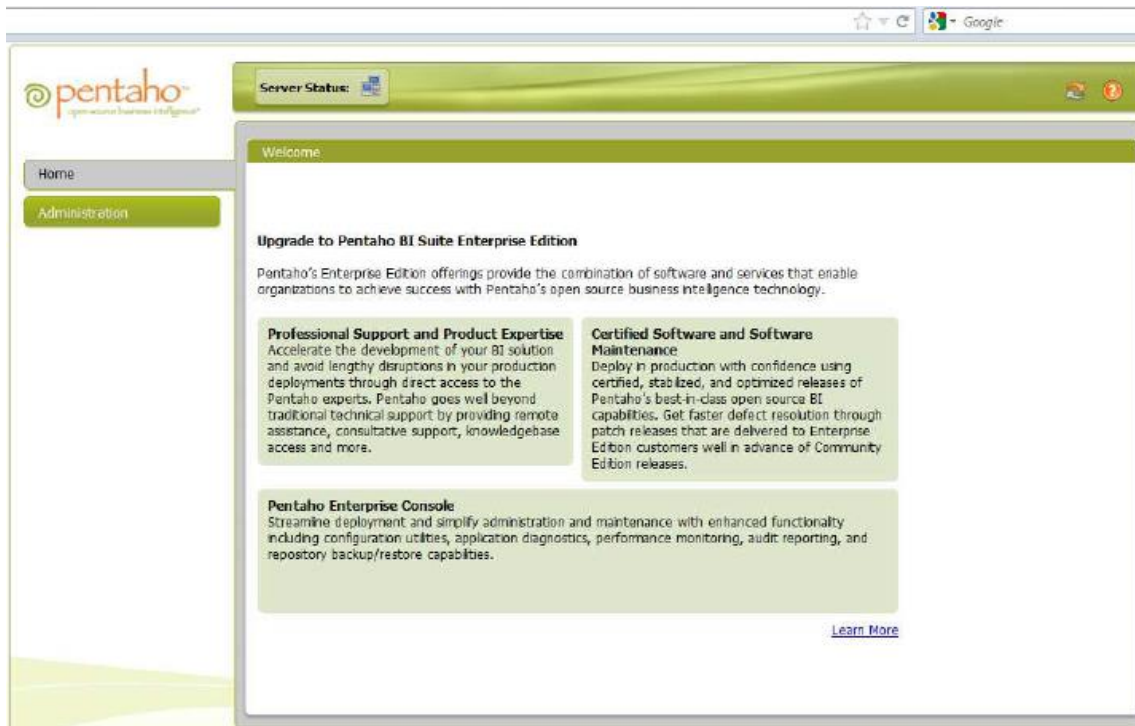 Google
pentaho
open source business intelligence
Server Status:
Home
Administration
Welcome
Upgrade to Pentaho BI Suite Enterprise Edition
Pentaho's Enterprise Edition offerings provide the combination of software and services that enable
organizations to achieve success with Pentaho's open source business intelligence technology.
Professional Support and Product Expertise
Accelerate the development of your BI solution
and avoid lengthy disruptions in your production
deployments through direct access to the
Pentaho experts. Pentaho goes well beyond
traditional technical support by providing remote
assistance, consultative support, knowledgebase
access and more.
Certified Software and Software
Maintenance
Deploy in production with confidence using
certified, stabilized, and optimized releases of
Pentaho's best-in-class open source BI
capabilities. Get faster defect resolution through
patch releases that are delivered to Enterprise
Edition customers well in advance of Community
Edition releases.
Pentaho Enterprise Console
Streamline deployment and simplify administration and maintenance with enhanced functionality
including configuration utilities, application diagnostics, performance monitoring, audit reporting, and
repository backup/restore capabilities.
Learn More